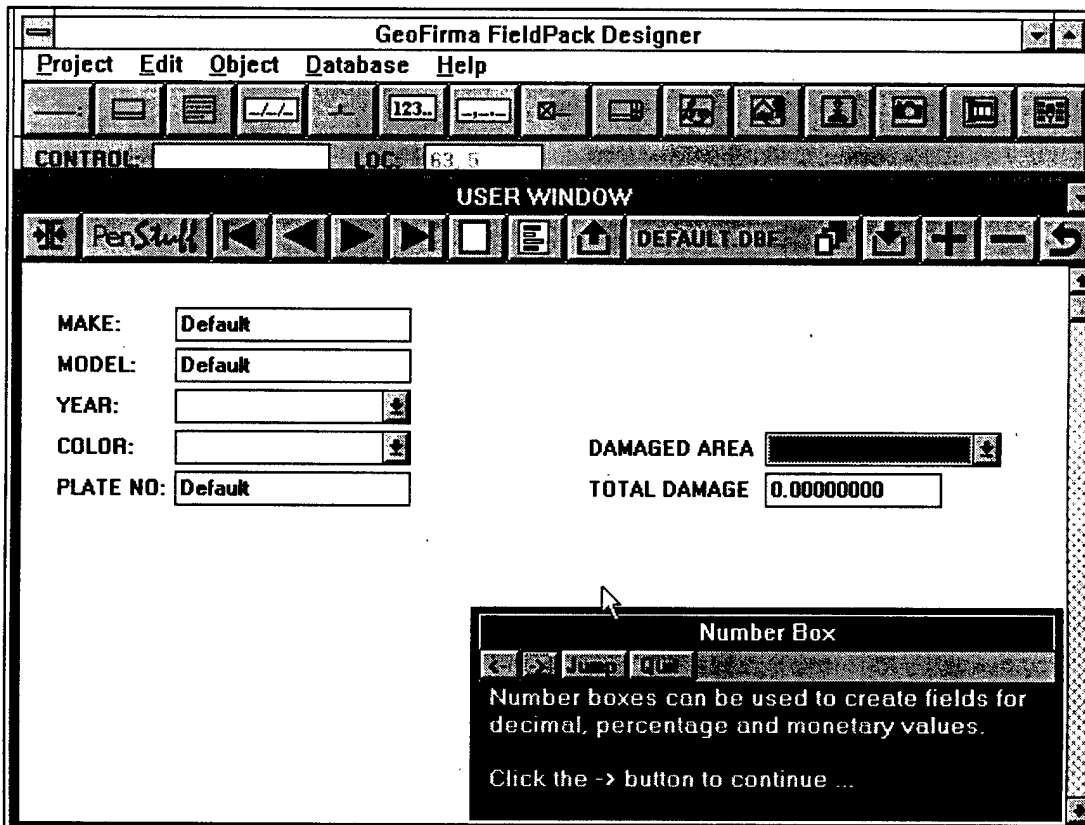 GeoFirma FieldPack Designer
Project Edit Object Database Help
_/_/_ 123.. _,_,_
CONTROL: LOC: 63, 5
USER WINDOW
PenStuff DEFAULT.DBF
MAKE: Default
MODEL: Default
YEAR:
COLOR: DAMAGED AREA
PLATE NO: Default TOTAL DAMAGE 0.00000000
Number Box
<- -> Jump Quit
Number boxes can be used to create fields for
decimal, percentage and monetary values.
Click the -> button to continue ...